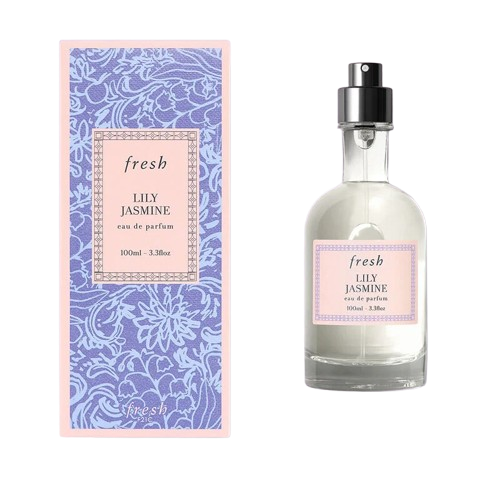 fresh
LILY
JASMINE
eau de parfum
100ml - 3.3floz
fresh
fresh
LILY
JASMINE
eau de parfum
100ml - 3.3floz